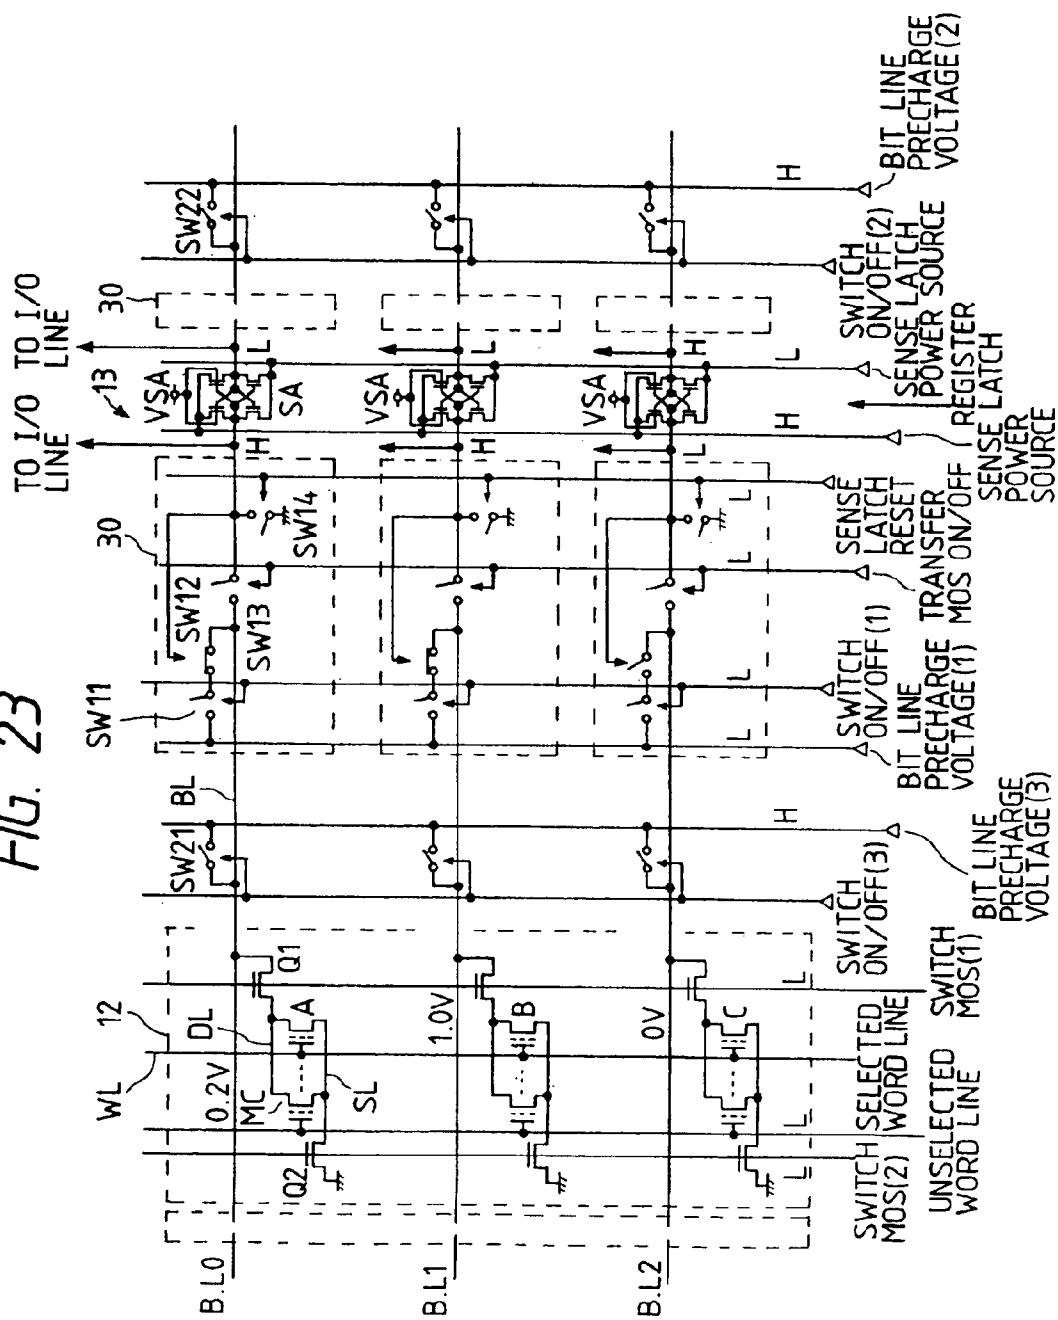 FIG. 23
TO I/O
LINE
TO I/O
LINE
13
30
30
SW11
SW12
SW13
SW14
SW21
SW22
BL
12
WL
DL
0.2V
MC
A
Q1
Q2
SL
VSA
SA
H
L
B.L0
1.0V
B
VSA
H
L
B.L1
0V
C
VSA
L
H
B.L2
L
L
H
L
L
L
L
H
L
H
SWITCH
MOS(2)
UNSELECTED
WORD LINE
SELECTED
WORD LINE
SWITCH
MOS(1)
SWITCH
ON/OFF(3)
BIT LINE
PRECHARGE
VOLTAGE(3)
BIT LINE
PRECHARGE
VOLTAGE(1)
SWITCH
ON/OFF(1)
TRANSFER
MOS ON/OFF
SENSE
LATCH
RESET
SENSE LATCH
POWER
SOURCE
REGISTER
SENSE LATCH
POWER SOURCE
SWITCH
ON/OFF(2)
BIT LINE
PRECHARGE
VOLTAGE(2)